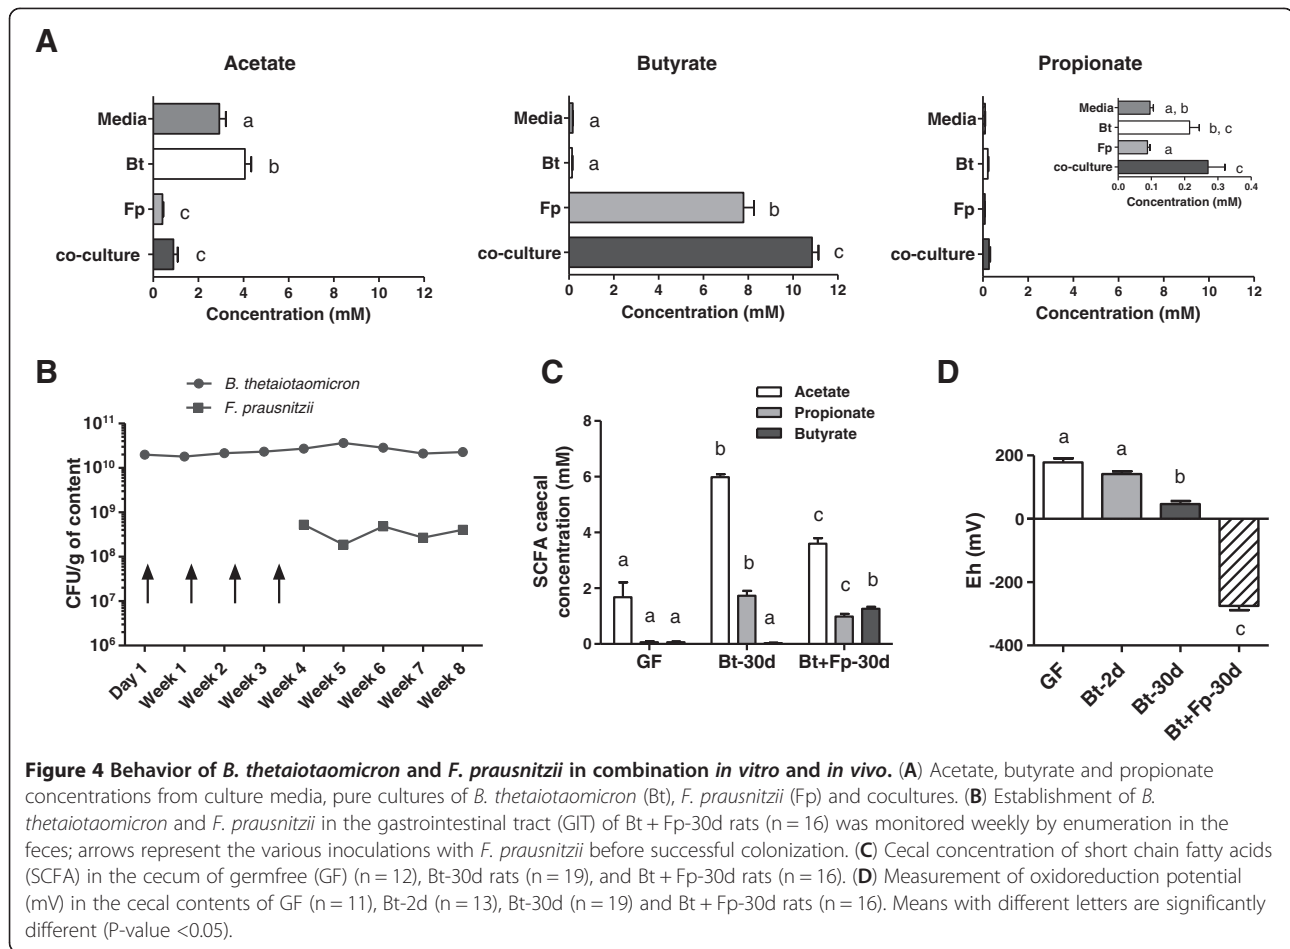 A
Acetate
Media
Bt
Fp
co-culture
a
b
c
c
0 2 4 6 8 10 12
Concentration (mM)
Butyrate
Media
Bt
Fp
co-culture
a
a
b
c
0 2 4 6 8 10 12
Concentration (mM)
Propionate
Media
Bt
Fp
co-culture
0 2 4 6 8 10 12
Concentration (mM)
Media
Bt
Fp
co-culture
a, b
b, c
a
c
0.0 0.1 0.2 0.3 0.4
Concentration (mM)
B
B. thetaiotaomicron
F. prausnitzii
CFU/g of content
10^11
10^10
10^9
10^8
10^7
10^6
Day 1 Week 1 Week 2 Week 3 Week 4 Week 5 Week 6 Week 7 Week 8
C
Acetate
Propionate
Butyrate
SCFA caecal
concentration (mM)
8
6
4
2
0
a a a b b a c c b
GF Bt-30d Bt+Fp-30d
D
Eh (mV)
200
0
-200
-400
a a b c
GF Bt-2d Bt-30d Bt+Fp-30d
Figure 4 Behavior of B. thetaiotaomicron and F. prausnitzii in combination in vitro and in vivo. (A) Acetate, butyrate and propionate
concentrations from culture media, pure cultures of B. thetaiotaomicron (Bt), F. prausnitzii (Fp) and cocultures. (B) Establishment of B.
thetaiotaomicron and F. prausnitzii in the gastrointestinal tract (GIT) of Bt + Fp-30d rats (n = 16) was monitored weekly by enumeration in the
feces; arrows represent the various inoculations with F. prausnitzii before successful colonization. (C) Cecal concentration of short chain fatty acids
(SCFA) in the cecum of germfree (GF) (n = 12), Bt-30d rats (n = 19), and Bt + Fp-30d rats (n = 16). (D) Measurement of oxidoreduction potential
(mV) in the cecal contents of GF (n = 11), Bt-2d (n = 13), Bt-30d (n = 19) and Bt + Fp-30d rats (n = 16). Means with different letters are significantly
different (P-value <0.05).